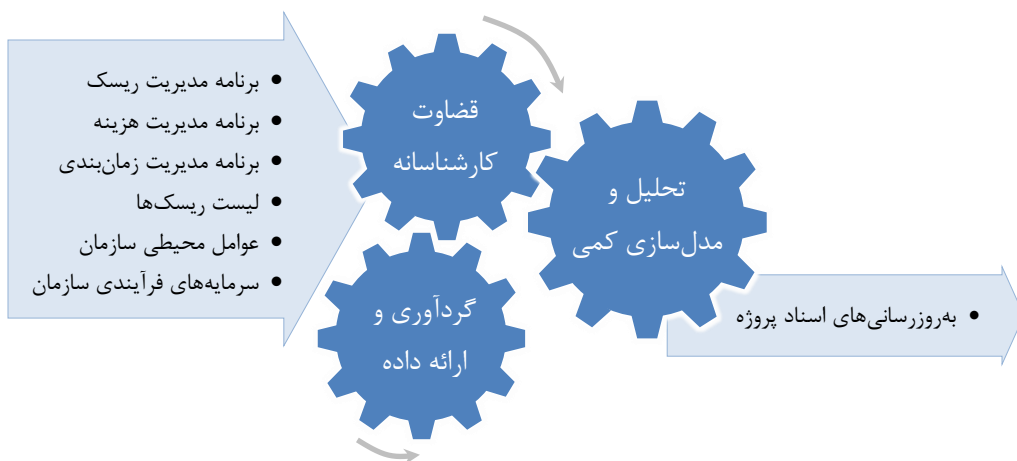 • برنامه مدیریت ریسک
• برنامه مدیریت هزینه
• برنامه مدیریت زمان‌بندی
• لیست ریسک‌ها
• عوامل محیطی سازمان
• سرمایه‌های فرآیندی سازمان
قضاوت
کارشناسانه
گردآوری و
ارائه داده
تحلیل و
مدل‌سازی کمی
• به‌روزرسانی‌های اسناد پروژه